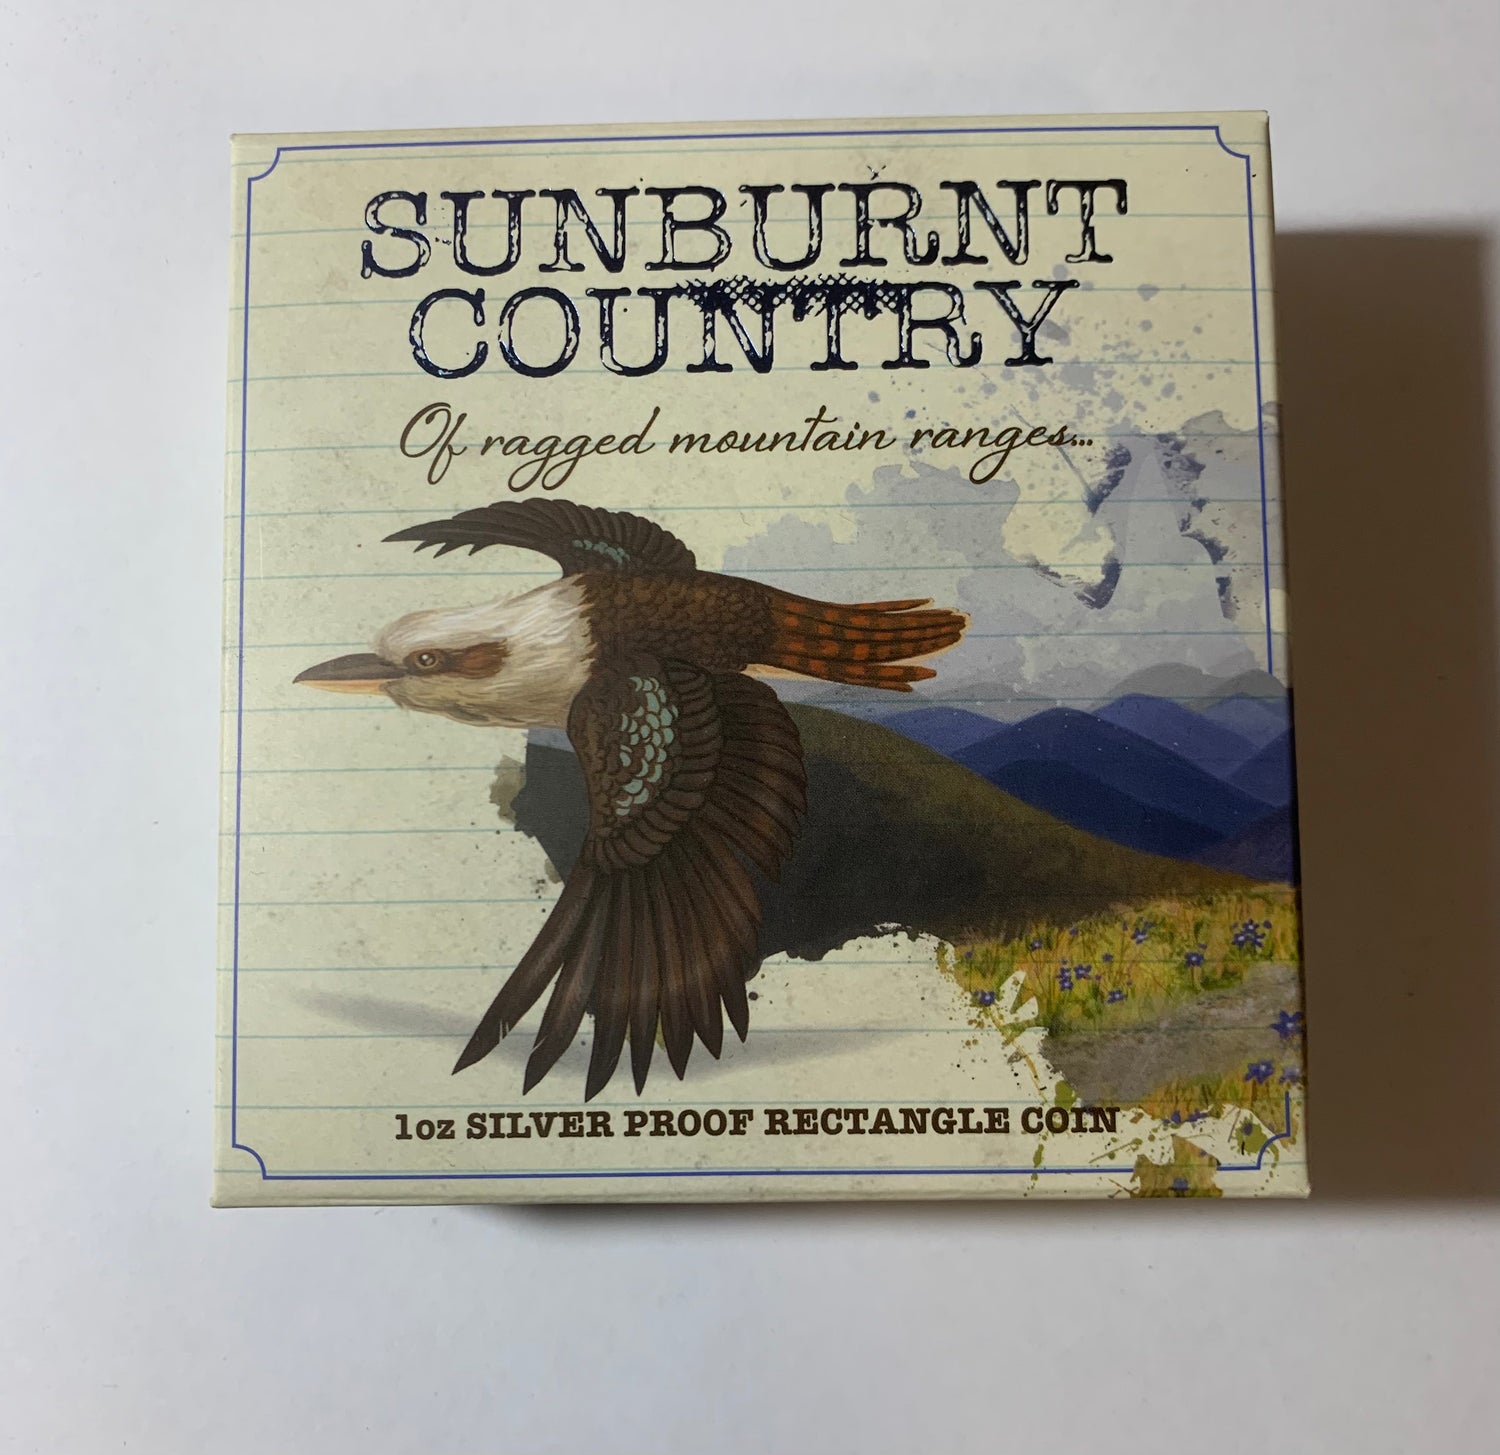 SUNBURNT
COUNTRY
Of ragged mountain ranges...
1oz SILVER PROOF RECTANGLE COIN